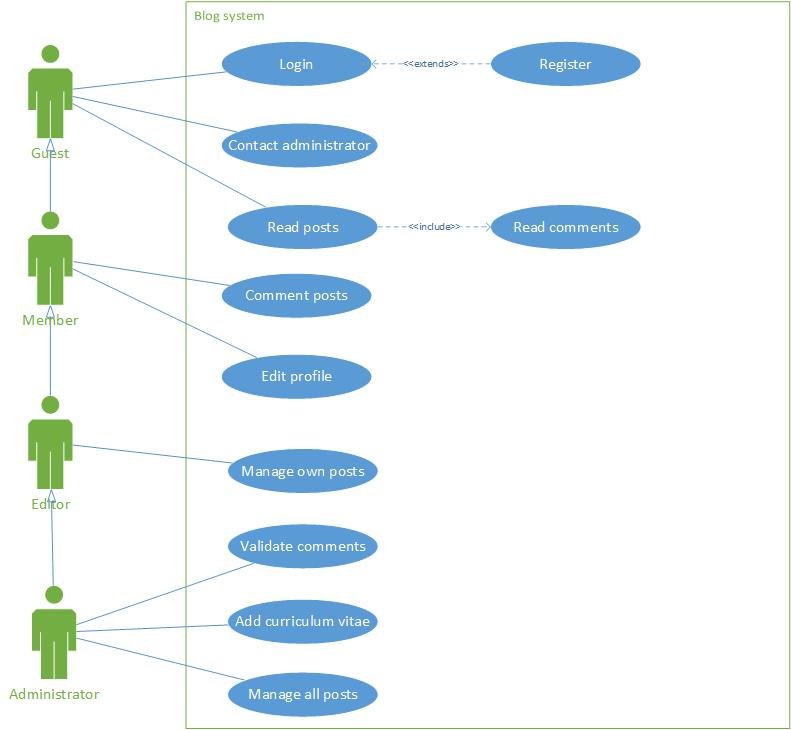 Blog system
Login
<<extends>>
Register
Guest
Contact administrator
Read posts
<<include>>
Read comments
Member
Comment posts
Edit profile
Editor
Manage own posts
Validate comments
Add curriculum vitae
Administrator
Manage all posts